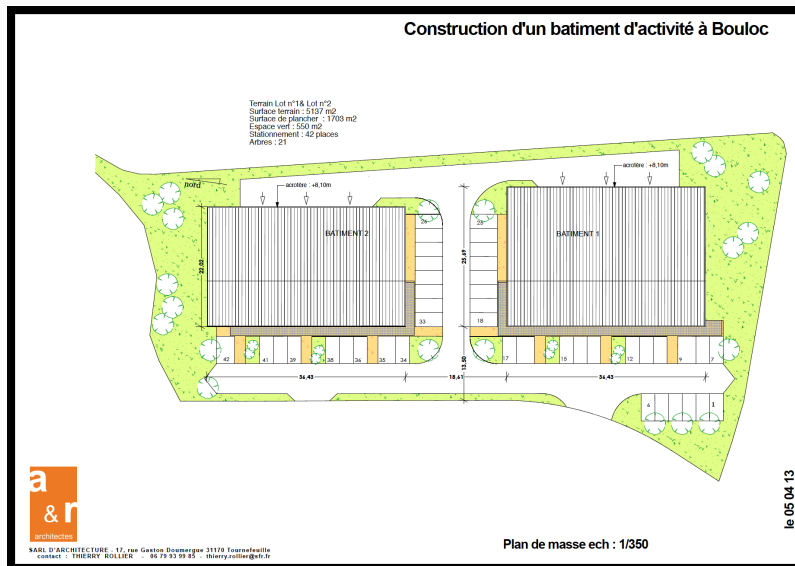 Construction d'un batiment d'activité à Bouloc
Terrain Lot n°1& Lot n°2
Surface terrain : 5137 m2
Surface de plancher : 1703 m2
Espace vert : 550 m2
Stationnement : 42 places
Arbres : 21
nord
acrotère : +8,10m
acrotère : +8,10m
BATIMENT 2
BATIMENT 1
22,02
25,69
26
25
33
18
42
41
39
38
36
35
34
17
15
12
9
7
13,50
36,43
18,61
36,43
6
1
a
& n
architectes
SARL D'ARCHITECTURE - 17, rue Gaston Doumergue 31170 Tournefeuille
contact : THIERRY ROLLIER - 06 79 93 99 85 - thierry.rollier@sfr.fr
Plan de masse ech : 1/350
le 05 04 13